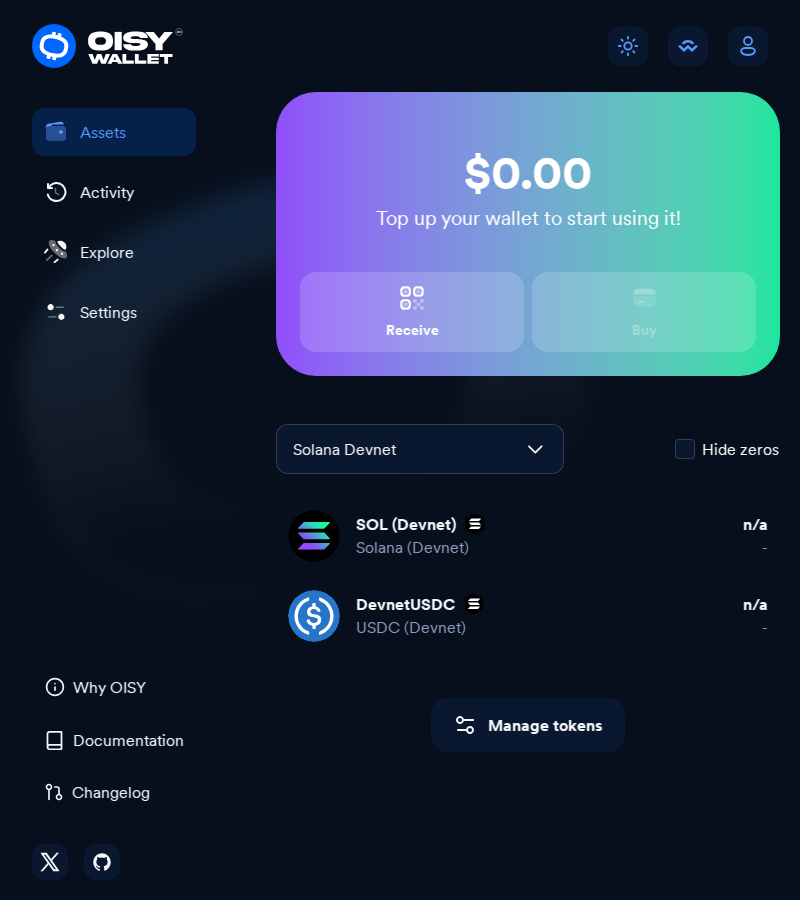 OISY
WALLET
Assets
Activity
Explore
Settings
$0.00
Top up your wallet to start using it!
Receive
Buy
Solana Devnet
Hide zeros
SOL (Devnet)
n/a
Solana (Devnet)
-
DevnetUSDC
n/a
USDC (Devnet)
-
Manage tokens
Why OISY
Documentation
Changelog